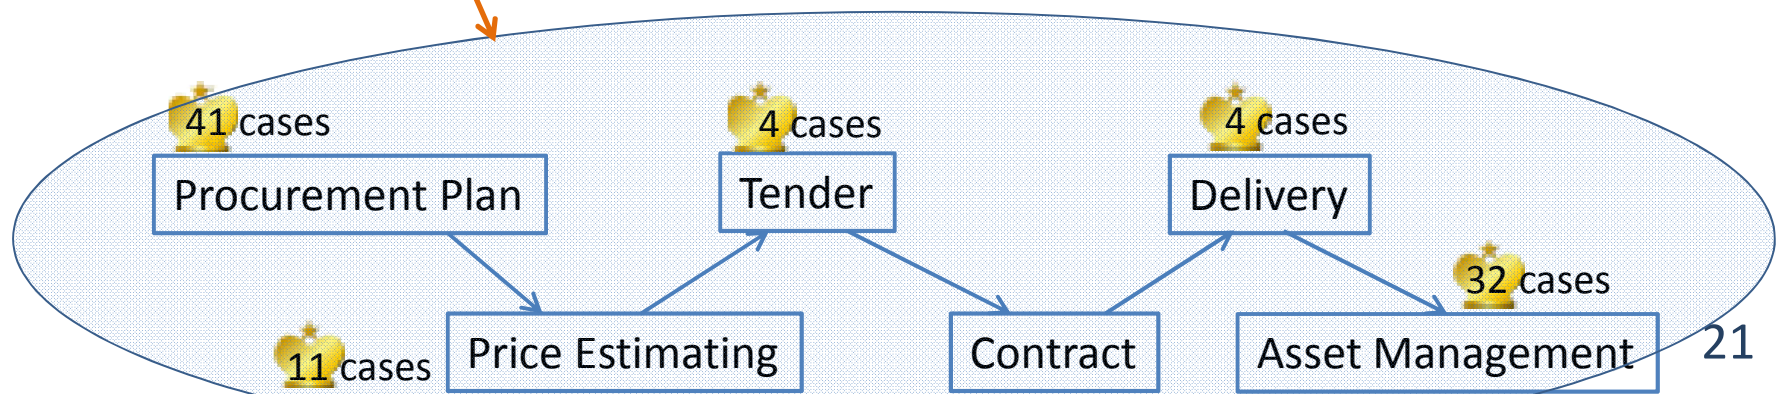 41 cases
4 cases
4 cases
Procurement Plan
Tender
Delivery
32 cases
11 cases
Price Estimating
Contract
Asset Management
21